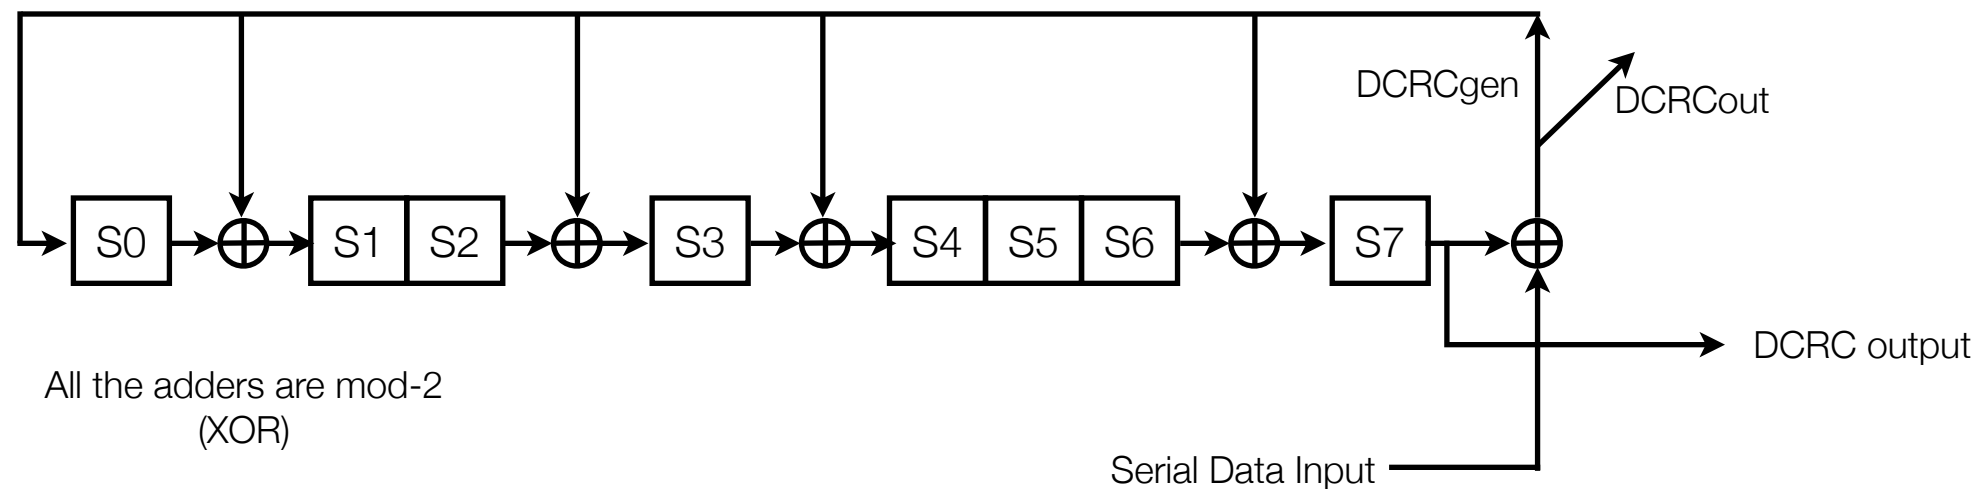 DCRCgen
DCRCout
S0
S1
S2
S3
S4
S5
S6
S7
DCRC output
All the adders are mod-2
(XOR)
Serial Data Input